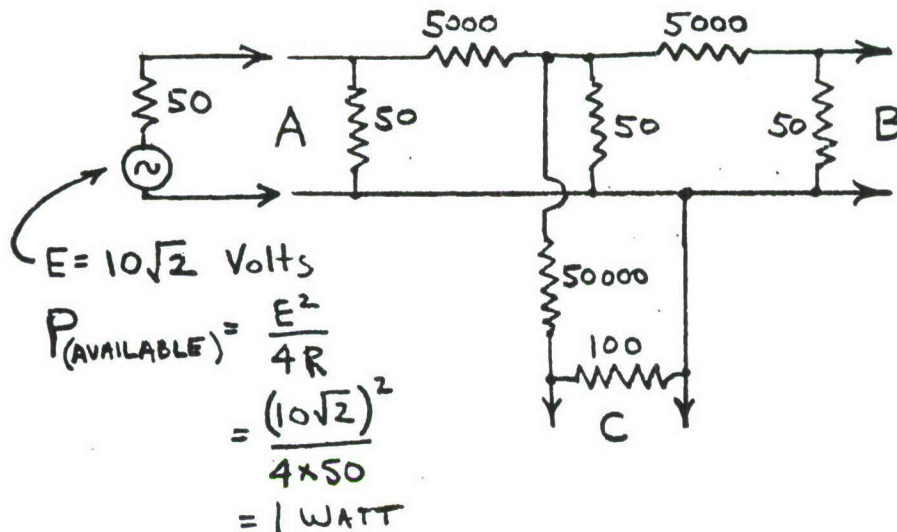 5000 5000
50 A 50 50 50 B
E = 10√2 Volts
50000
P(AVAILABLE) = E²
4R
100
= (10√2)²
C
4×50
= 1 WATT